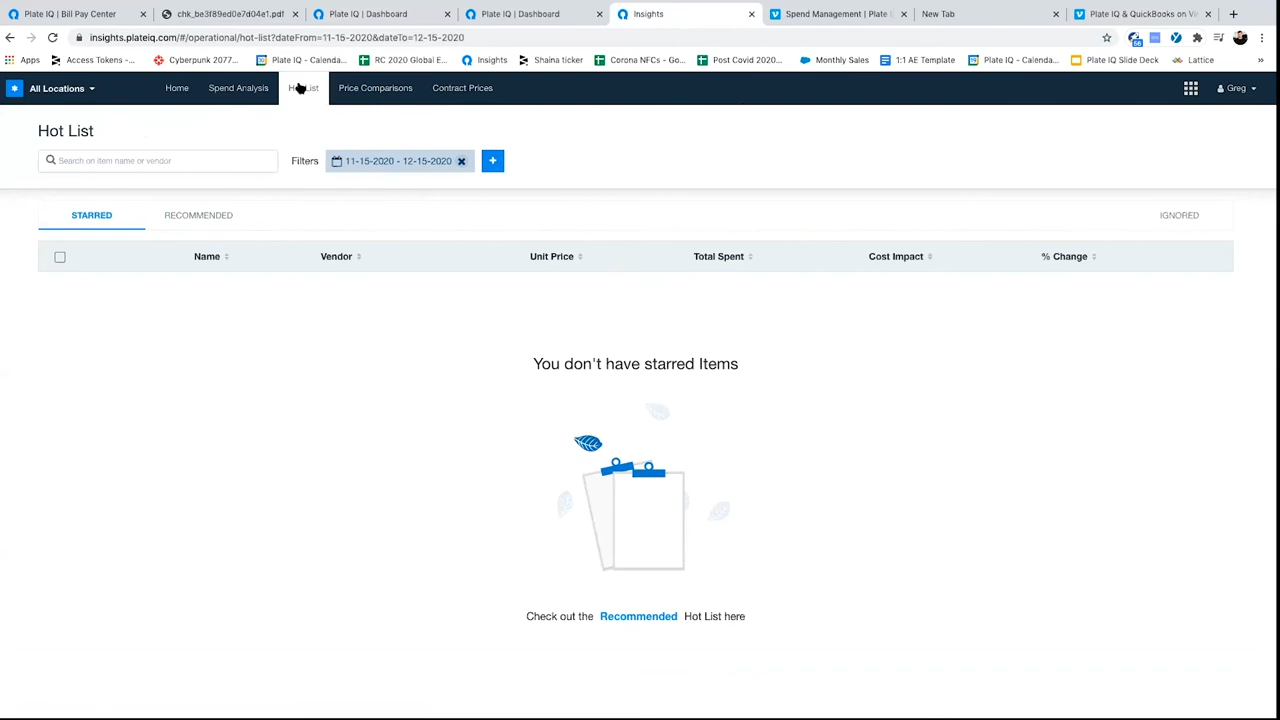 Plate IQ | Bill Pay Center
chk_be3f89ed0e7d04e1.pdf
Plate IQ | Dashboard
Plate IQ | Dashboard
Insights
Spend Management | Plate
New Tab
Plate IQ & QuickBooks on Vi
insights.plateiq.com/#/operational/hot-list?dateFrom=11-15-2020&dateTo=12-15-2020
56
Apps
Access Tokens -...
Cyberpunk 2077...
Plate IQ - Calenda...
RC 2020 Global E...
Insights
Shaina ticker
Corona NFCs - Go...
Post Covid 2020...
Monthly Sales
1:1 AE Template
Plate IQ - Calenda...
Plate IQ Slide Deck
Lattice
»
All Locations
Home
Spend Analysis
Price Comparisons
Contract Prices
Greg
Hot List
Search on item name or vendor
Filters
11-15-2020 - 12-15-2020
+
STARRED
RECOMMENDED
IGNORED
Name
Vendor
Unit Price
Total Spent
Cost Impact
% Change
You don't have starred Items
Check out the Recommended Hot List here